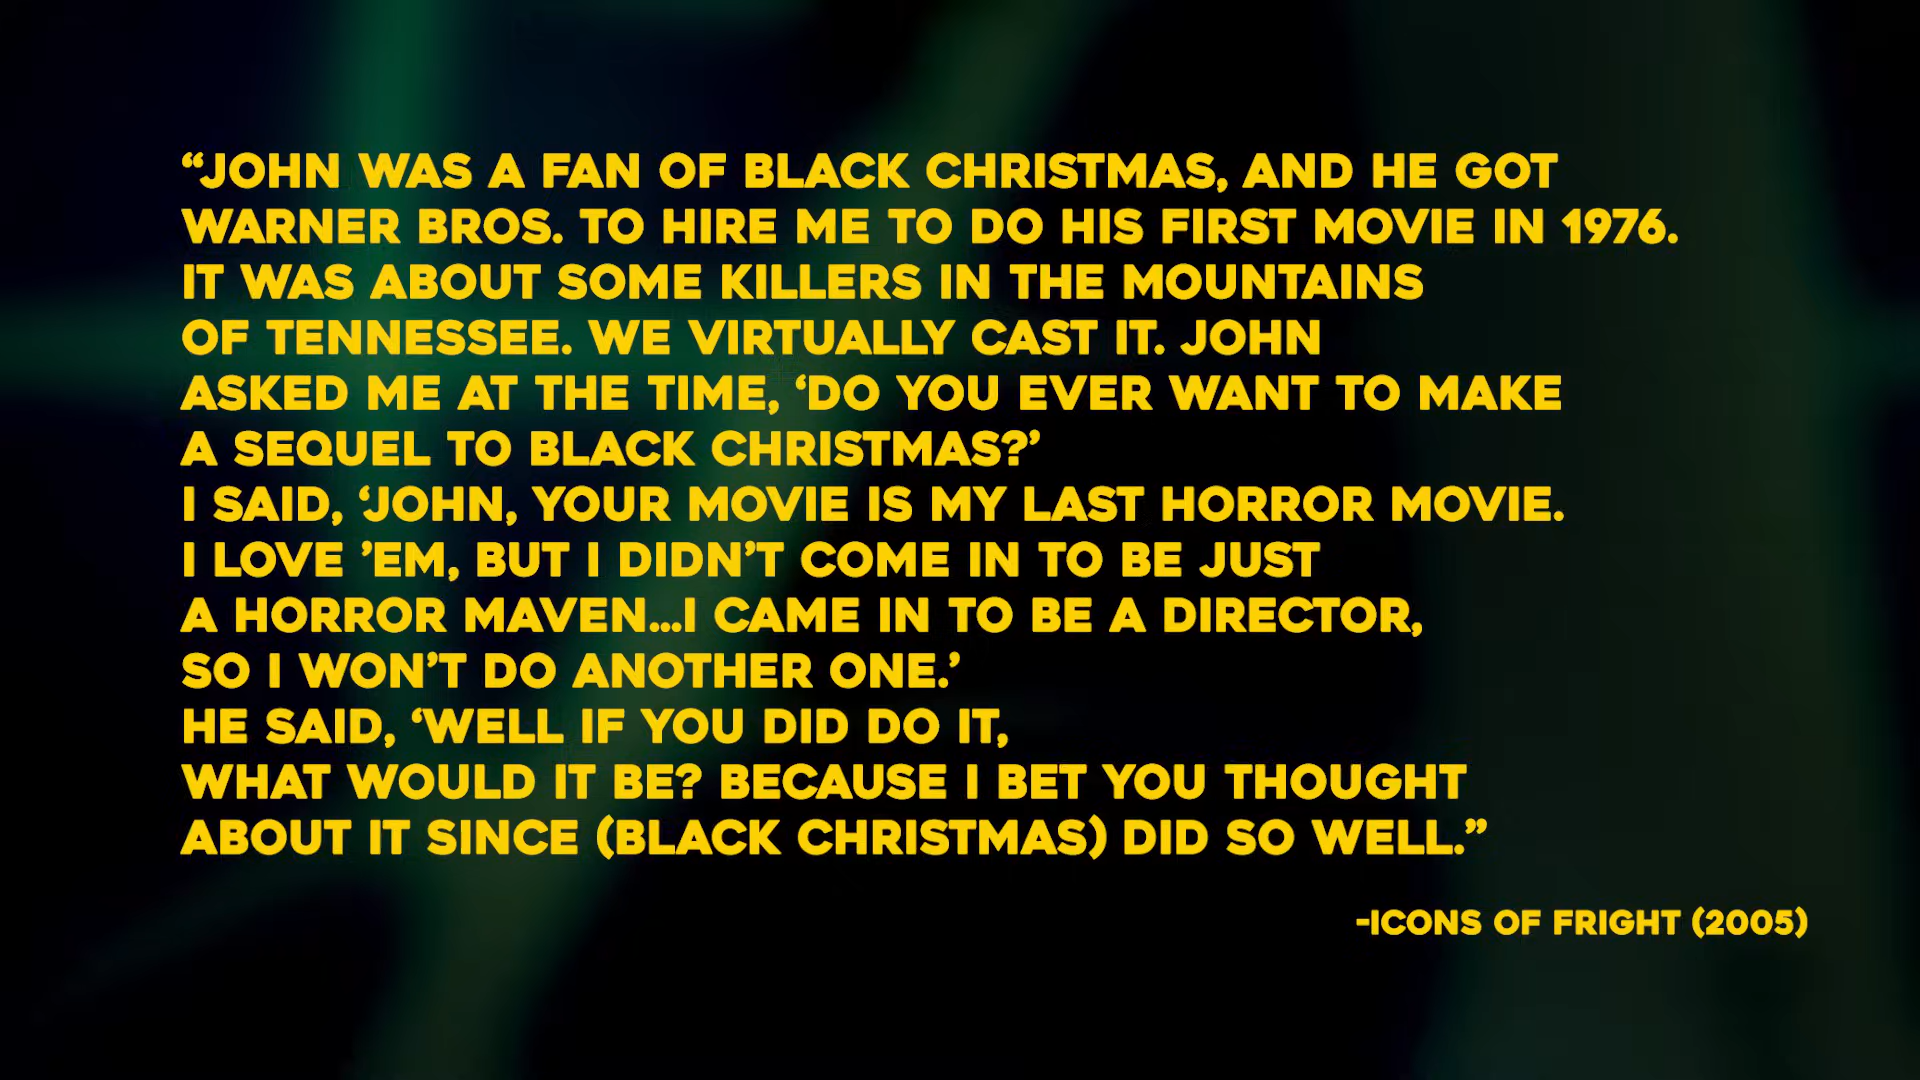 “JOHN WAS A FAN OF BLACK CHRISTMAS, AND HE GOT
WARNER BROS. TO HIRE ME TO DO HIS FIRST MOVIE IN 1976.
IT WAS ABOUT SOME KILLERS IN THE MOUNTAINS
OF TENNESSEE. WE VIRTUALLY CAST IT. JOHN
ASKED ME AT THE TIME, ‘DO YOU EVER WANT TO MAKE
A SEQUEL TO BLACK CHRISTMAS?’
I SAID, ‘JOHN, YOUR MOVIE IS MY LAST HORROR MOVIE.
I LOVE ’EM, BUT I DIDN’T COME IN TO BE JUST
A HORROR MAVEN...I CAME IN TO BE A DIRECTOR,
SO I WON’T DO ANOTHER ONE.’
HE SAID, ‘WELL IF YOU DID DO IT,
WHAT WOULD IT BE? BECAUSE I BET YOU THOUGHT
ABOUT IT SINCE (BLACK CHRISTMAS) DID SO WELL.”
-ICONS OF FRIGHT (2005)